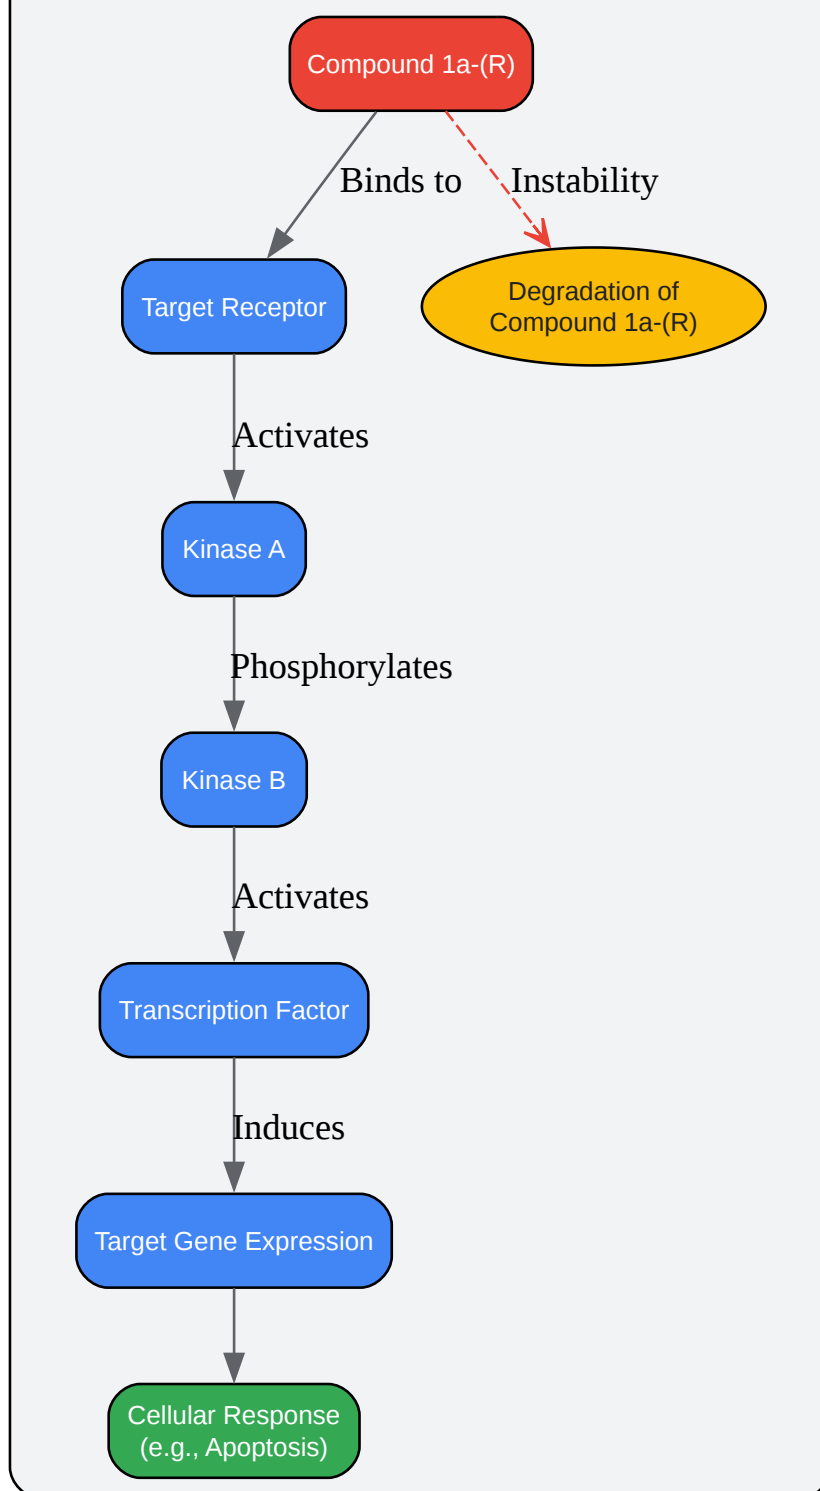 Compound 1a-(R)
Binds to
Instability
Target Receptor
Degradation of
Compound 1a-(R)
Activates
Kinase A
Phosphorylates
Kinase B
Activates
Transcription Factor
Induces
Target Gene Expression
Cellular Response
(e.g., Apoptosis)